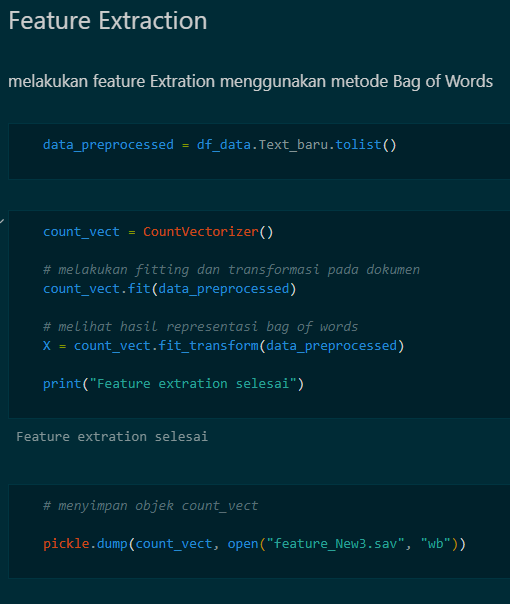 Feature Extraction
melakukan feature Extration menggunakan metode Bag of Words
data_preprocessed = df_data.Text_baru.tolist()
count_vect = CountVectorizer()
# melakukan fitting dan transformasi pada dokumen
count_vect.fit(data_preprocessed)
# melihat hasil representasi bag of words
X = count_vect.fit_transform(data_preprocessed)
print("Feature extration selesai")
Feature extration selesai
# menyimpan objek count_vect
pickle.dump(count_vect, open("feature_New3.sav", "wb"))